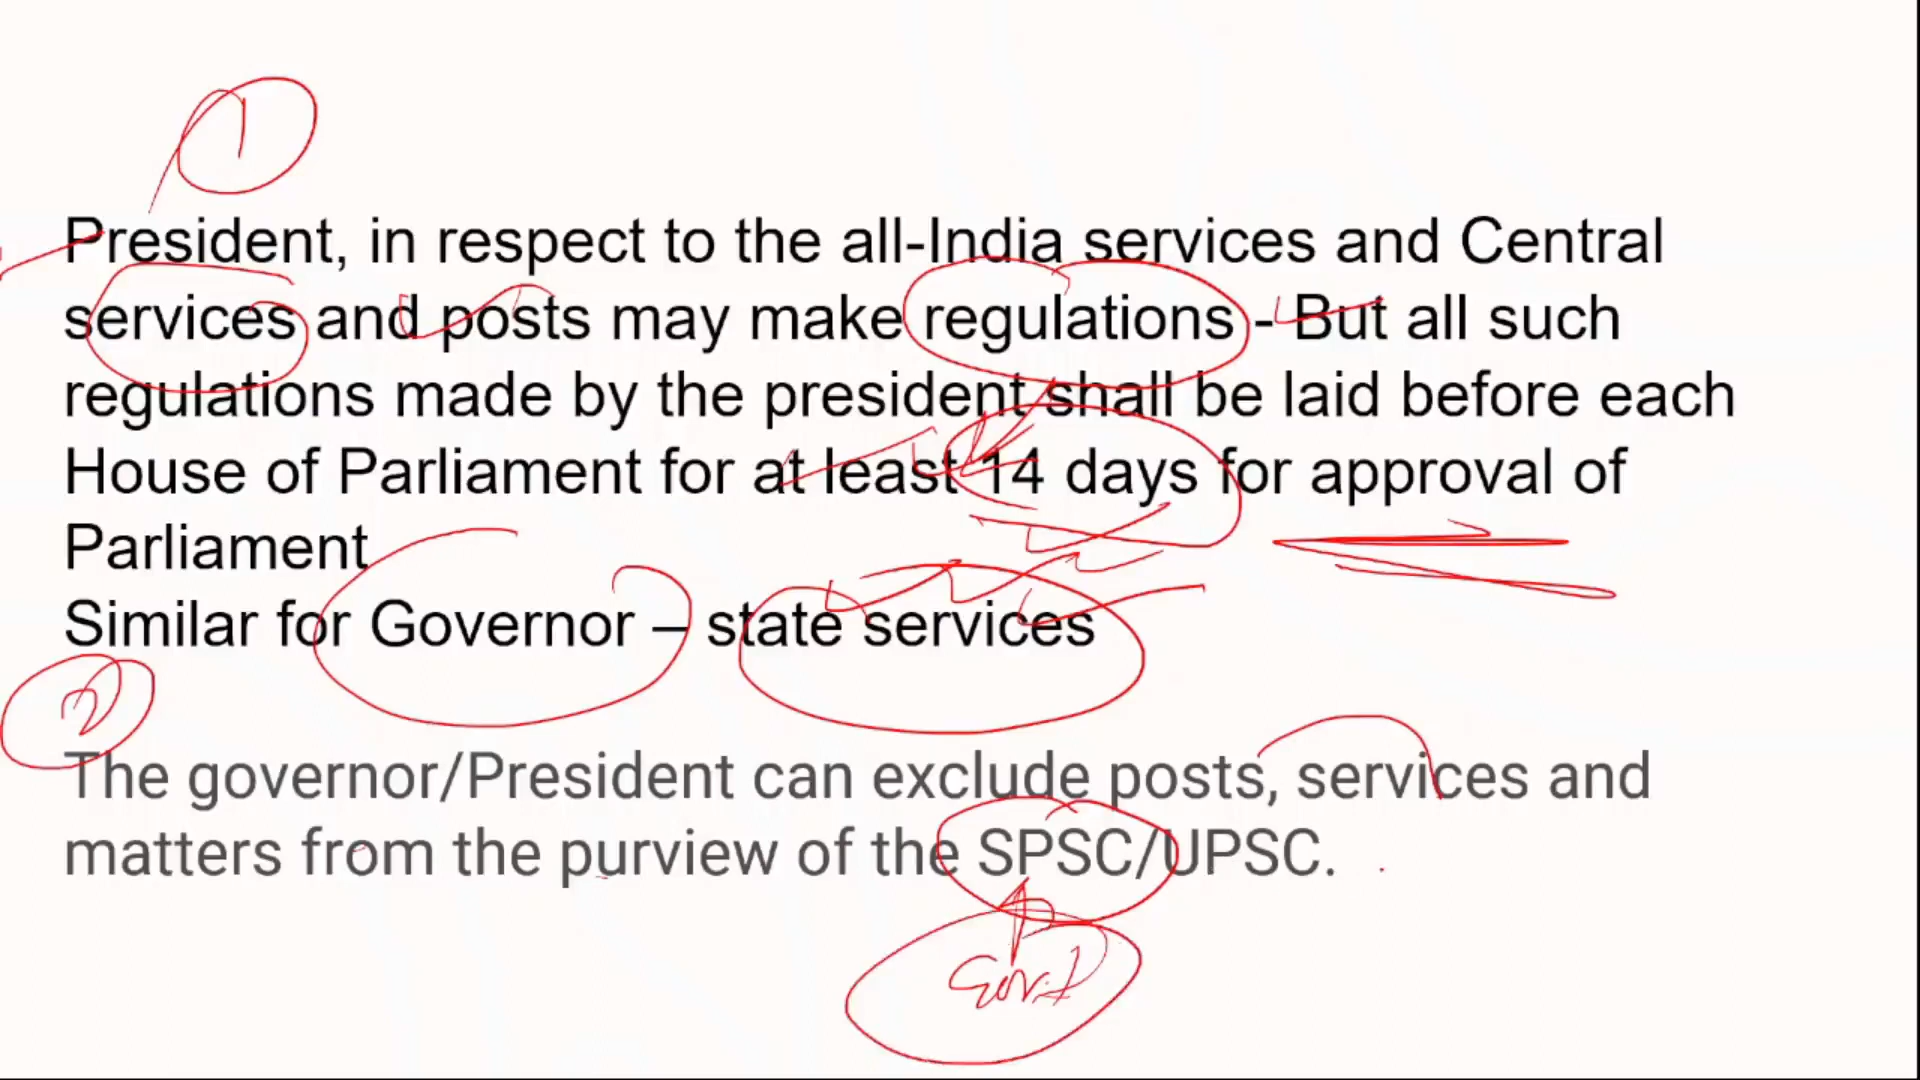 1
President, in respect to the all-India services and Central
services and posts may make regulations - But all such
regulations made by the president shall be laid before each
House of Parliament for at least 14 days for approval of
Parliament
Similar for Governor – state services
2
The governor/President can exclude posts, services and
matters from the purview of the SPSC/UPSC.